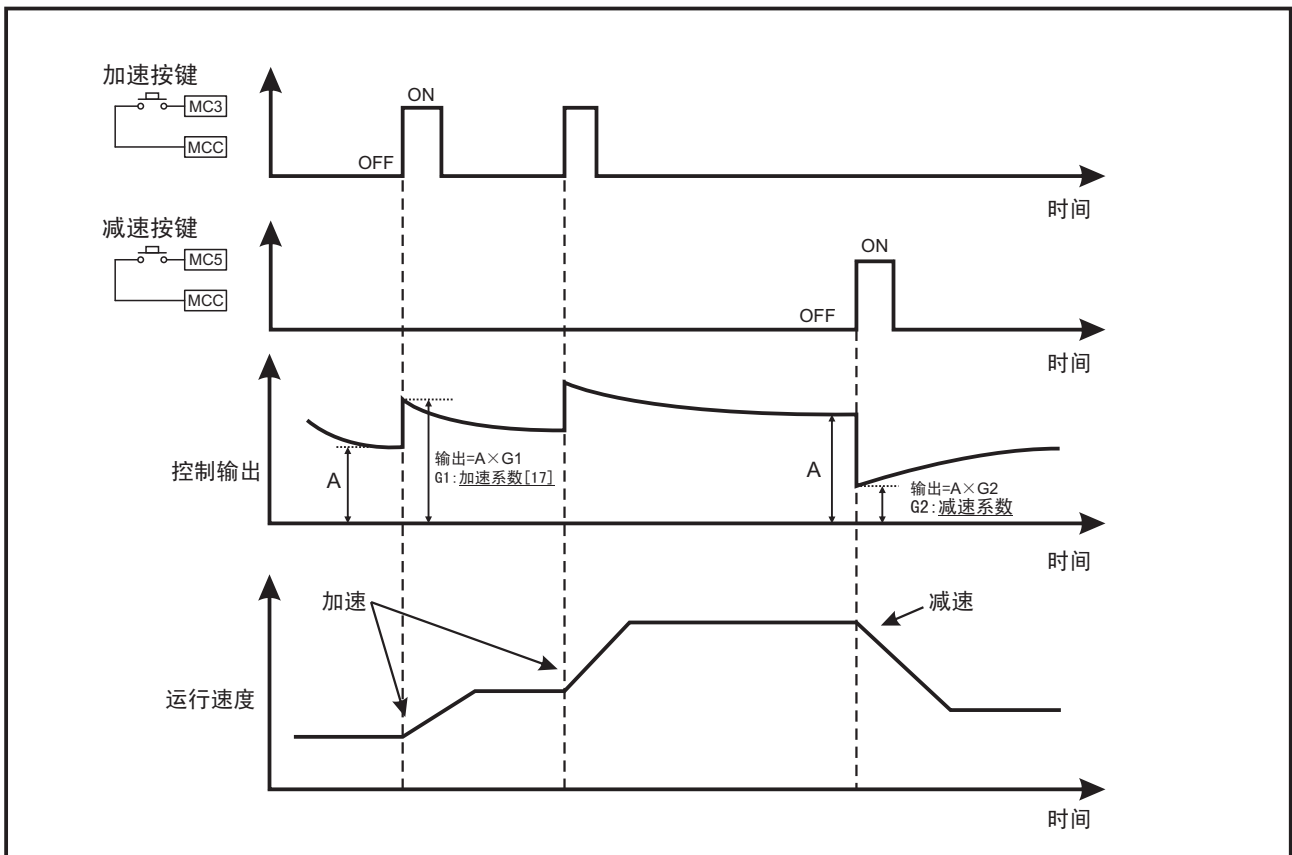 加速按键
MC3
MCC
ON
OFF
时间
减速按键
MC5
MCC
ON
OFF
时间
控制输出
A
输出=A×G1
G1:加速系数[17]
A
输出=A×G2
G2:减速系数
时间
加速
减速
运行速度
时间